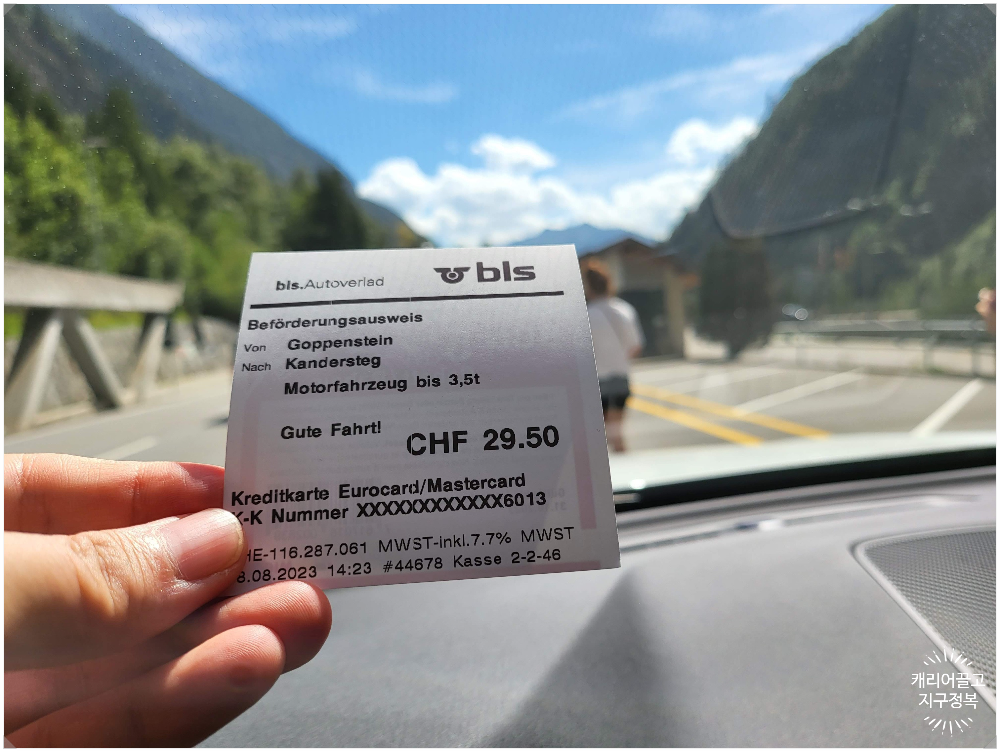 bls.Autoverlad
bls
Beförderungsausweis
Von Goppenstein
Nach Kandersteg
Motorfahrzeug bis 3,5t
Gute Fahrt!
CHF 29.50
Kreditkarte Eurocard/Mastercard
K-K Nummer XXXXXXXXXXXX6013
HE-116.287.061 MWST-inkl.7.7% MWST
8.08.2023 14:23 #44678 Kasse 2-2-46
캐리어끌고
지구정복